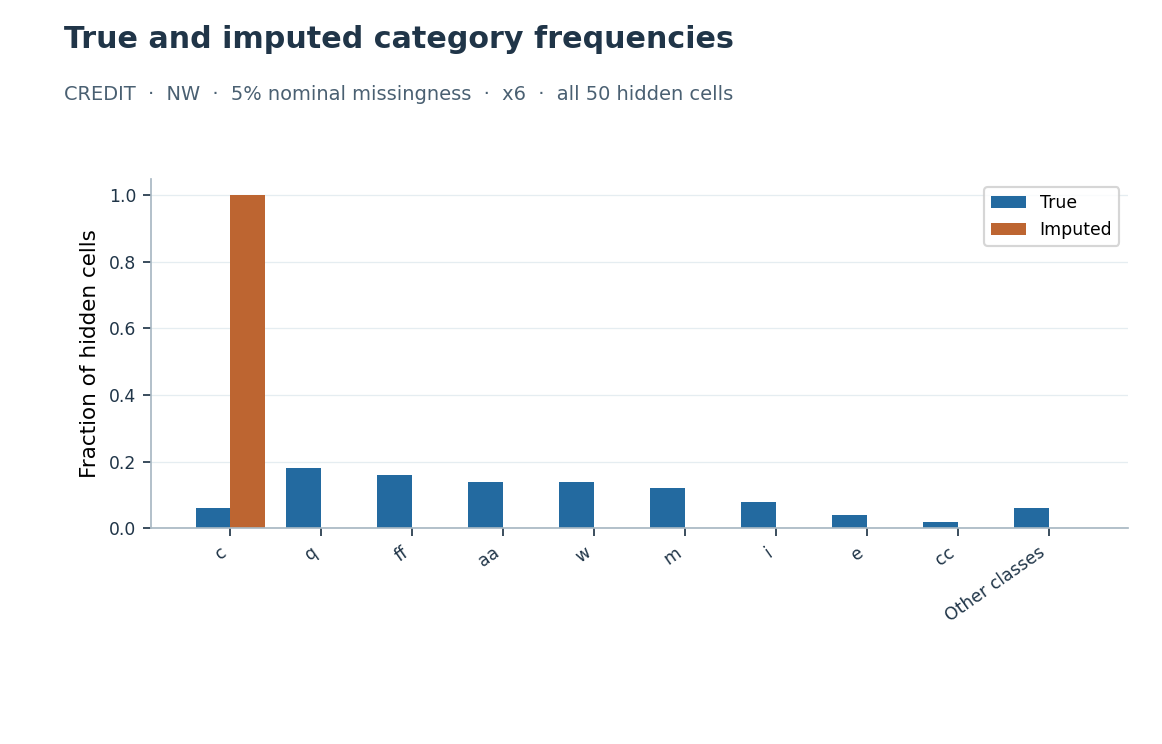 True and imputed category frequencies
CREDIT · NW · 5% nominal missingness · x6 · all 50 hidden cells
True
Imputed
Fraction of hidden cells
1.0
0.8
0.6
0.4
0.2
0.0
c
q
ff
aa
w
m
i
e
cc
Other classes